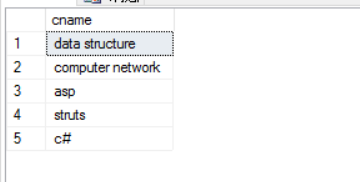 cname
1 data structure
2 computer network
3 asp
4 struts
5 c#